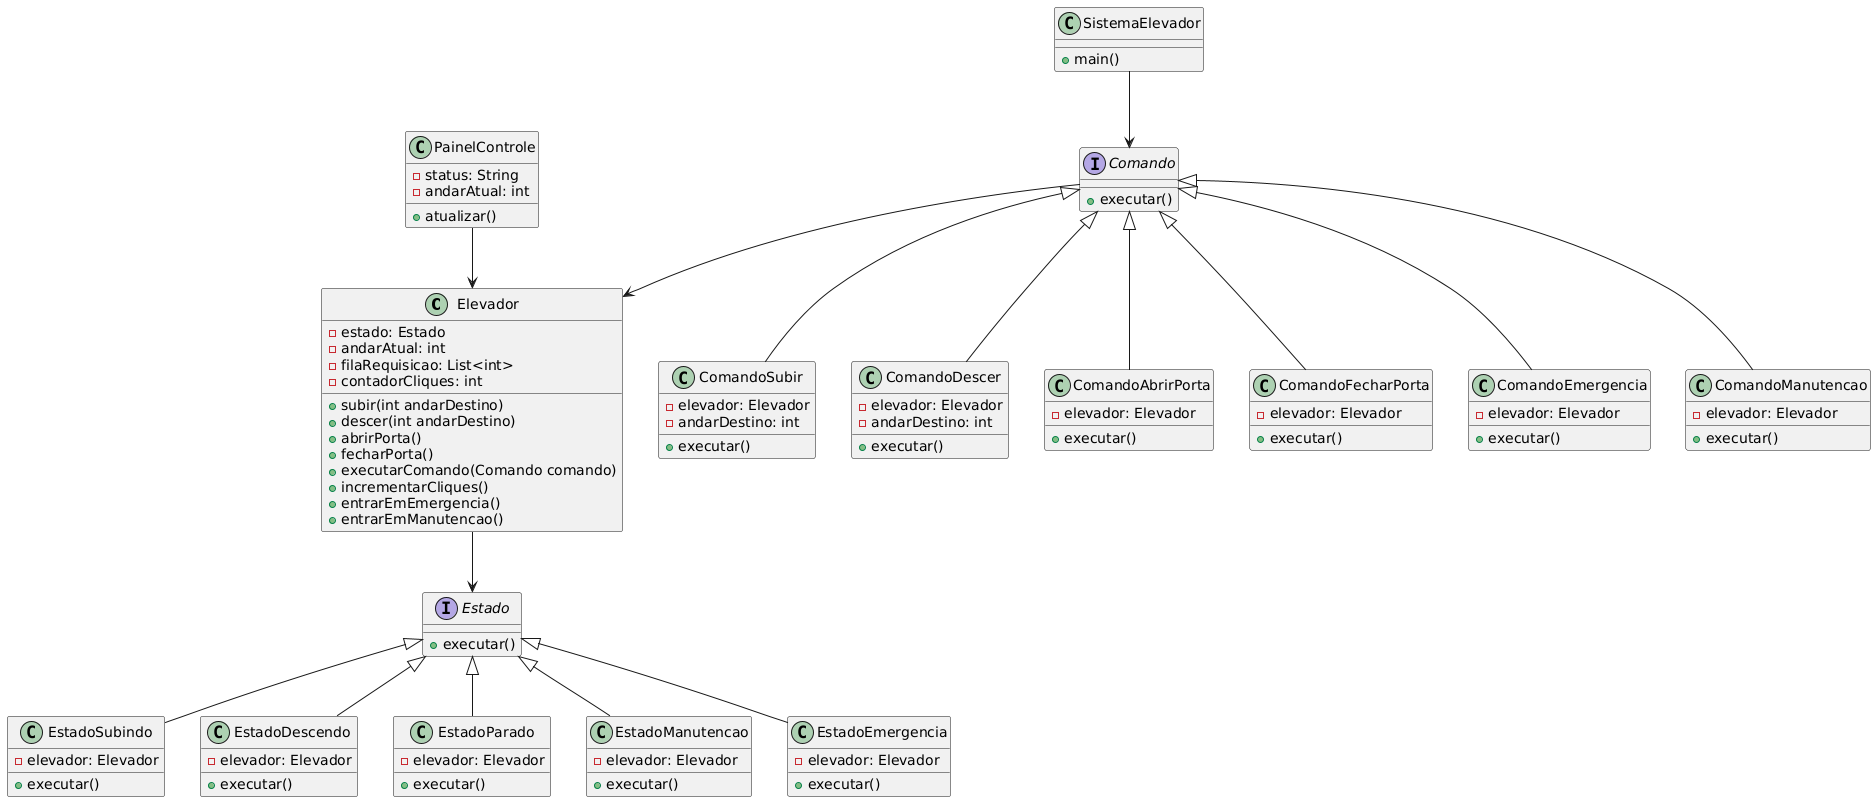 SistemaElevador
main()
PainelControle
status: String
andarAtual: int
atualizar()
Comando
executar()
Elevador
estado: Estado
andarAtual: int
filaRequisicao: List<int>
contadorCliques: int
subir(int andarDestino)
descer(int andarDestino)
abrirPorta()
fecharPorta()
executarComando(Comando comando)
incrementarCliques()
entrarEmEmergencia()
entrarEmManutencao()
ComandoSubir
elevador: Elevador
andarDestino: int
executar()
ComandoDescer
elevador: Elevador
andarDestino: int
executar()
ComandoAbrirPorta
elevador: Elevador
executar()
ComandoFecharPorta
elevador: Elevador
executar()
ComandoEmergencia
elevador: Elevador
executar()
ComandoManutencao
elevador: Elevador
executar()
Estado
executar()
EstadoSubindo
elevador: Elevador
executar()
EstadoDescendo
elevador: Elevador
executar()
EstadoParado
elevador: Elevador
executar()
EstadoManutencao
elevador: Elevador
executar()
EstadoEmergencia
elevador: Elevador
executar()